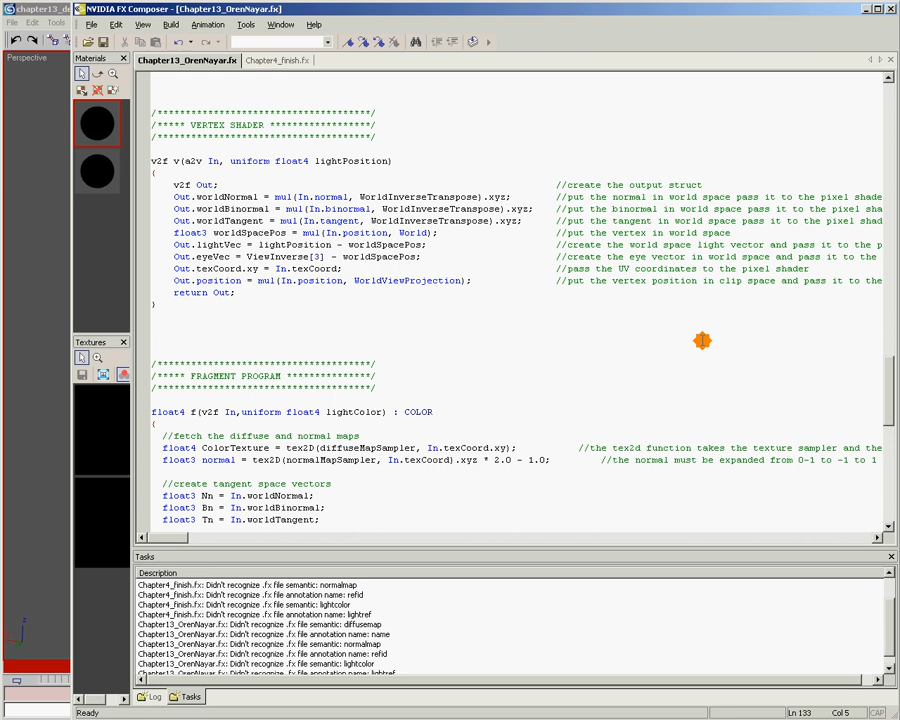 chapter13_de
File Edit Tools
Perspective
z
NVIDIA FX Composer - [Chapter13_OrenNayar.fx]
File Edit View Build Animation Tools Window Help
Materials
Textures
Chapter13_OrenNayar.fx Chapter4_finish.fx
/**************************************/
/***** VERTEX SHADER ******************/
/**************************************/
v2f v(a2v In, uniform float4 lightPosition)
{
v2f Out; //create the output struct
Out.worldNormal = mul(In.normal, WorldInverseTranspose).xyz; //put the normal in world space pass it to the pixel shade
Out.worldBinormal = mul(In.binormal, WorldInverseTranspose).xyz; //put the binormal in world space pass it to the pixel sha
Out.worldTangent = mul(In.tangent, WorldInverseTranspose).xyz; //put the tangent in world space pass it to the pixel shad
float3 worldSpacePos = mul(In.position, World); //put the vertex in world space
Out.lightVec = lightPosition - worldSpacePos; //create the world space light vector and pass it to the p
Out.eyeVec = ViewInverse[3] - worldSpacePos; //create the eye vector in world space and pass it to the
Out.texCoord.xy = In.texCoord; //pass the UV coordinates to the pixel shader
Out.position = mul(In.position, WorldViewProjection); //put the vertex position in clip space and pass it to the
return Out;
}
/**************************************/
/***** FRAGMENT PROGRAM ***************/
/**************************************/
float4 f(v2f In,uniform float4 lightColor) : COLOR
{
//fetch the diffuse and normal maps
float4 ColorTexture = tex2D(diffuseMapSampler, In.texCoord.xy); //the tex2d function takes the texture sampler and the
float3 normal = tex2D(normalMapSampler, In.texCoord).xyz * 2.0 - 1.0; //the normal must be expanded from 0-1 to -1 to 1
//create tangent space vectors
float3 Nn = In.worldNormal;
float3 Bn = In.worldBinormal;
float3 Tn = In.worldTangent;
Tasks
Description
Chapter4_finish.fx: Didn't recognize .fx file semantic: normalmap
Chapter4_finish.fx: Didn't recognize .fx file annotation name: refid
Chapter4_finish.fx: Didn't recognize .fx file semantic: lightcolor
Chapter4_finish.fx: Didn't recognize .fx file annotation name: lightref
Chapter13_OrenNayar.fx: Didn't recognize .fx file semantic: diffusemap
Chapter13_OrenNayar.fx: Didn't recognize .fx file annotation name: name
Chapter13_OrenNayar.fx: Didn't recognize .fx file semantic: normalmap
Chapter13_OrenNayar.fx: Didn't recognize .fx file annotation name: refid
Chapter13_OrenNayar.fx: Didn't recognize .fx file semantic: lightcolor
Chapter13_OrenNayar.fx: Didn't recognize .fx file annotation name: lightref
Log Tasks
Ready Ln 133 Col 5 CAP